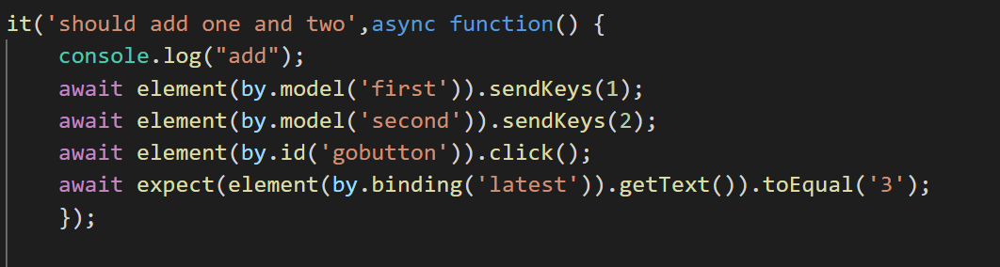 it('should add one and two',async function() {
console.log("add");
await element(by.model('first')).sendKeys(1);
await element(by.model('second')).sendKeys(2);
await element(by.id('gobutton')).click();
await expect(element(by.binding('latest')).getText()).toEqual('3');
});